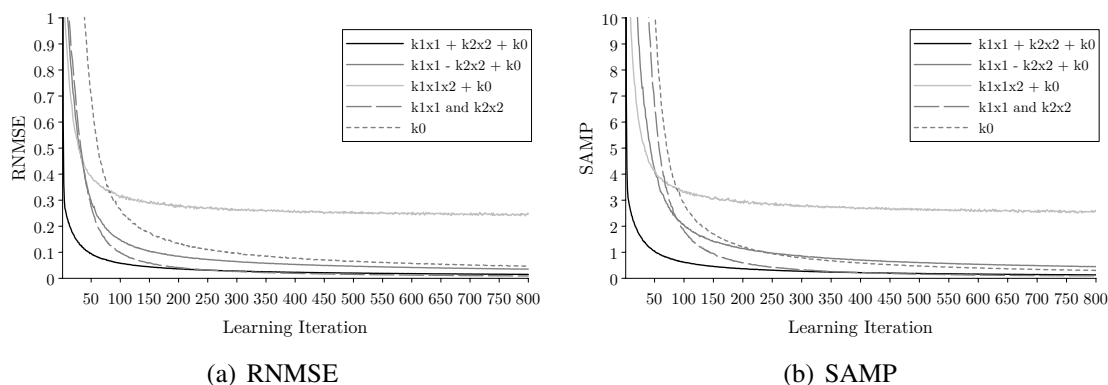 1
0.9
0.8
0.7
0.6
0.5
0.4
0.3
0.2
0.1
0
RNMSE
k1x1 + k2x2 + k0
k1x1 - k2x2 + k0
k1x1x2 + k0
k1x1 and k2x2
k0
50 100 150 200 250 300 350 400 450 500 550 600 650 700 750 800
Learning Iteration
(a) RNMSE
10
9
8
7
6
5
4
3
2
1
0
SAMP
k1x1 + k2x2 + k0
k1x1 - k2x2 + k0
k1x1x2 + k0
k1x1 and k2x2
k0
50 100 150 200 250 300 350 400 450 500 550 600 650 700 750 800
Learning Iteration
(b) SAMP